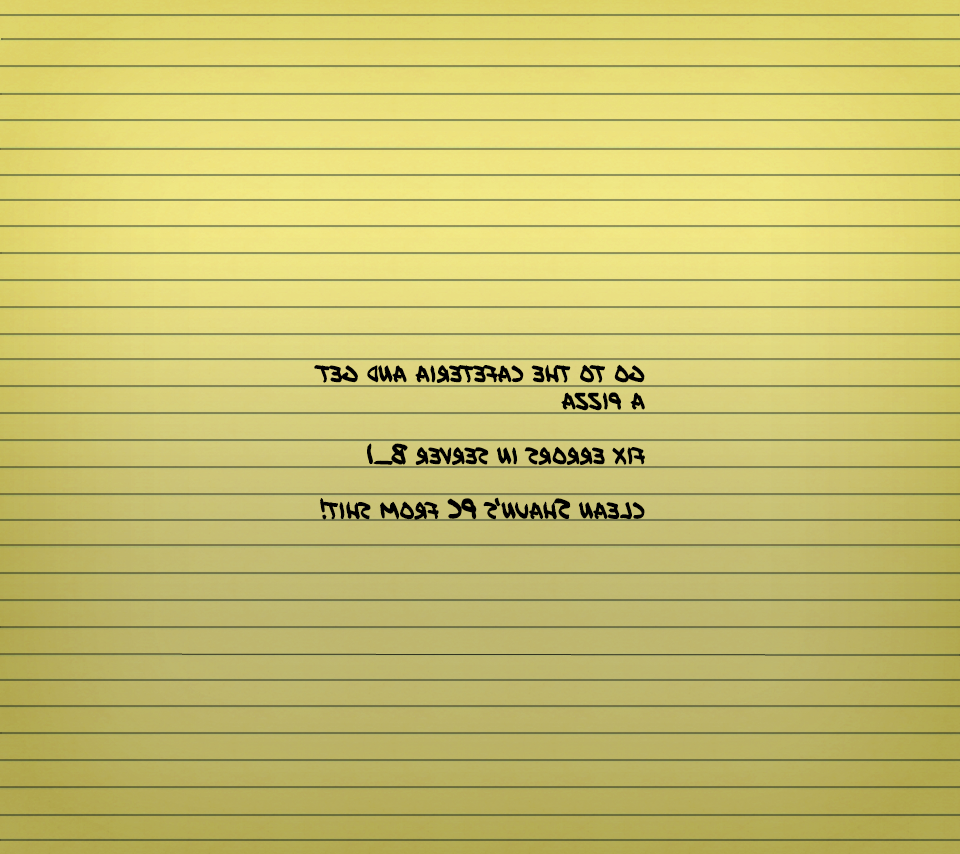 GO TO THE CAFETERIA AND GET
A PIZZA
FIX ERRORS IN SERVER B_1
CLEAN SHAUN'S PC FROM SHIT!